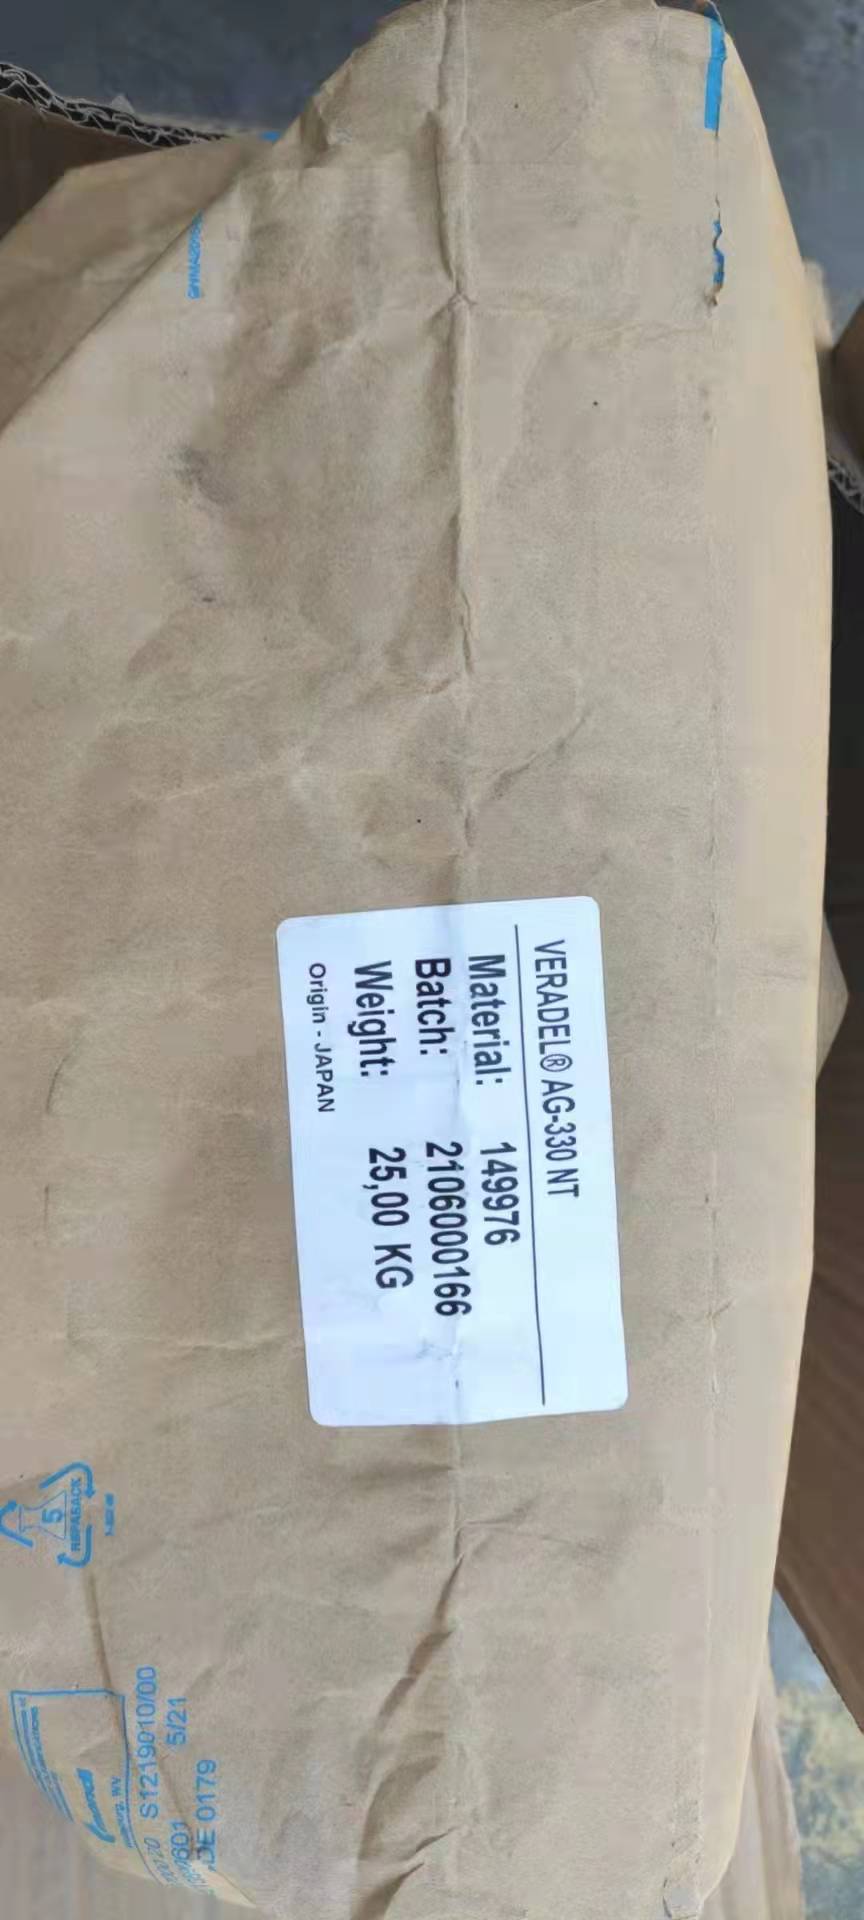 VERADEL® AG-330 NT
Material: 149976
Batch: 2106000166
Weight: 25,00 KG
Origin - JAPAN
5
RepaSack
S1219010/00
5/21
DE 0179